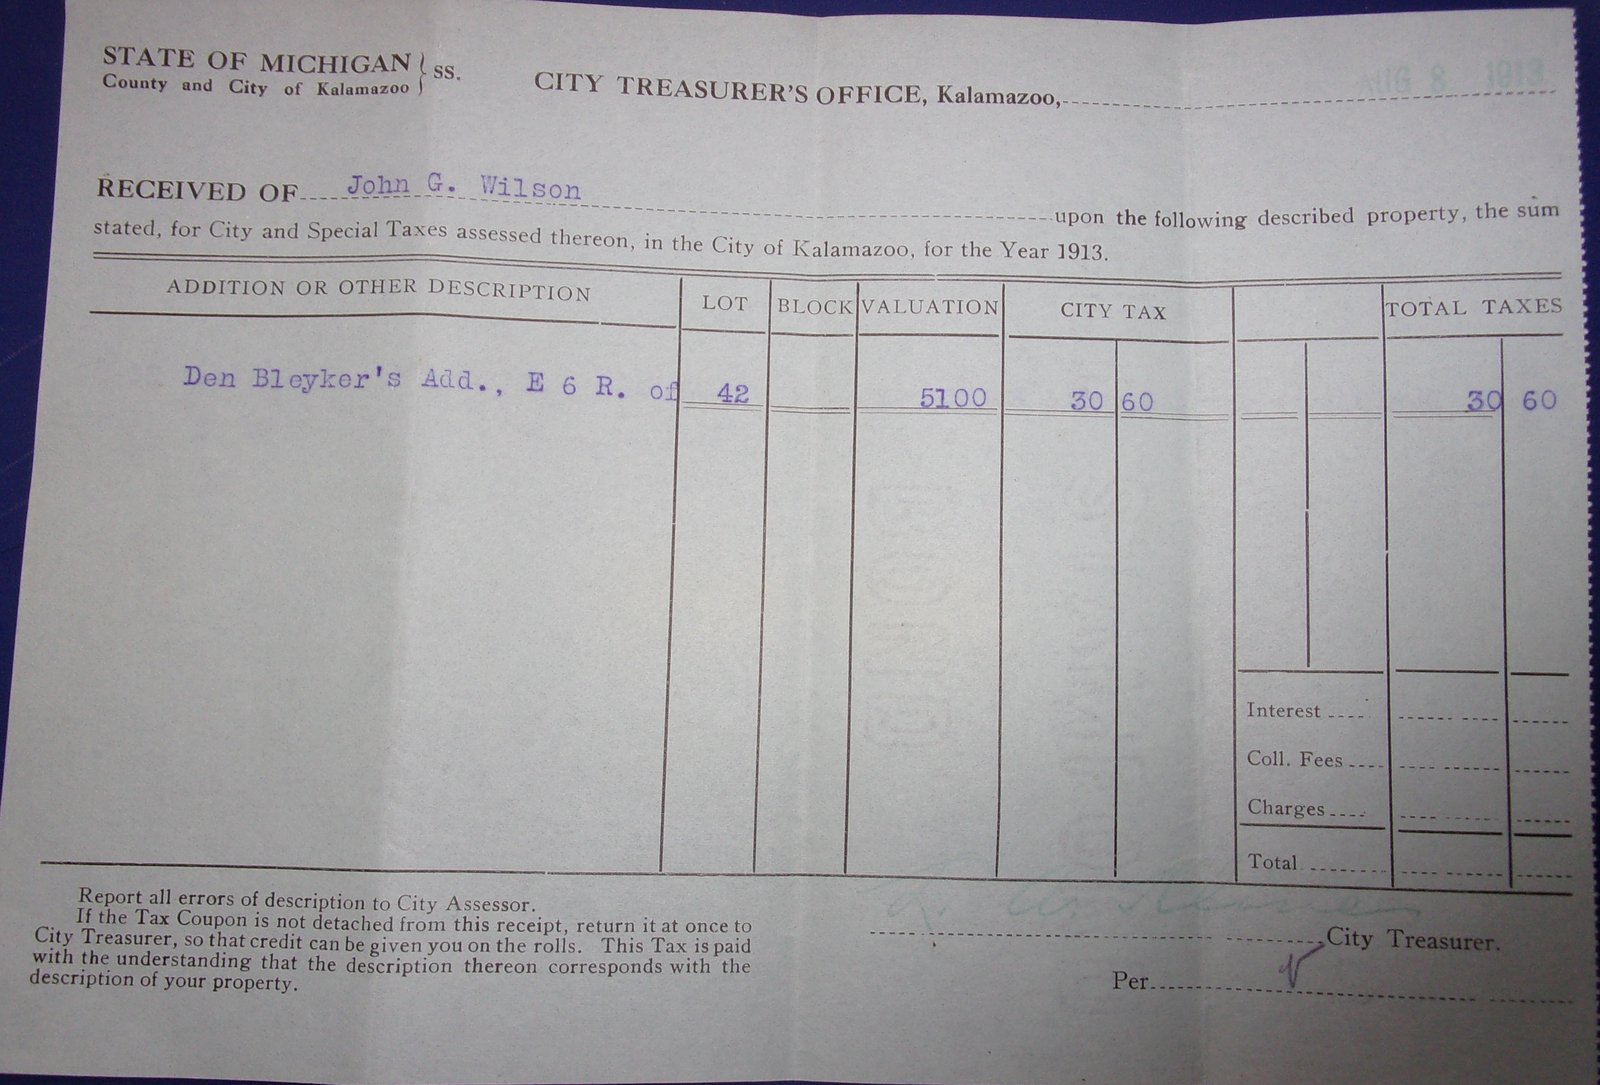 STATE OF MICHIGAN } ss.
County and City of Kalamazoo
CITY TREASURER'S OFFICE, Kalamazoo, AUG 8 1913
RECEIVED OF John G. Wilson upon the following described property, the sum
stated, for City and Special Taxes assessed thereon, in the City of Kalamazoo, for the Year 1913.
ADDITION OR OTHER DESCRIPTION LOT BLOCK VALUATION CITY TAX TOTAL TAXES
Den Bleyker's Add., E 6 R. of 42 5100 30 60 30 60
Interest
Coll. Fees
Charges
Total
Report all errors of description to City Assessor.
If the Tax Coupon is not detached from this receipt, return it at once to
City Treasurer, so that credit can be given you on the rolls. This Tax is paid
with the understanding that the description thereon corresponds with the
description of your property.
City Treasurer.
Per